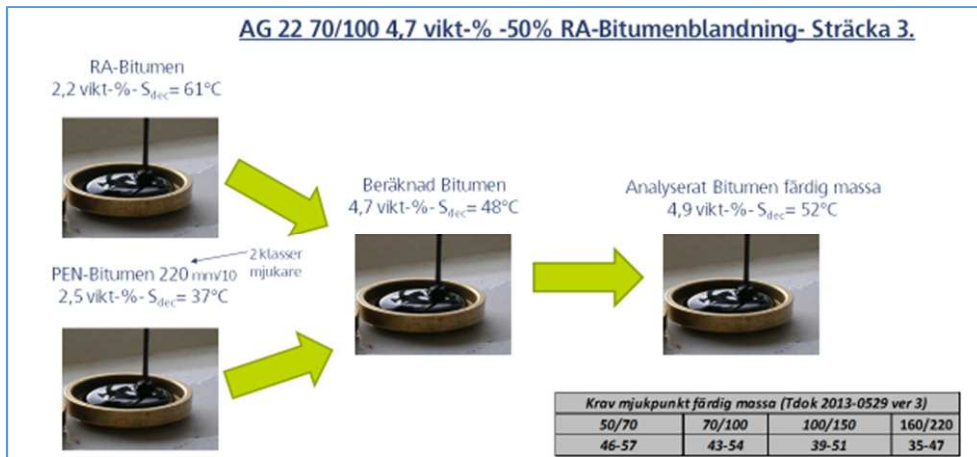 AG 22 70/100 4,7 vikt-% -50% RA-Bitumenblandning- Sträcka 3.
RA-Bitumen
2,2 vikt-%- Sdec= 61°C
2 klasser
mjukare
PEN-Bitumen 220 mm/10
2,5 vikt-%- Sdec= 37°C
Beräknad Bitumen
4,7 vikt-%- Sdec= 48°C
Analyserat Bitumen färdig massa
4,9 vikt-%- Sdec= 52°C
Krav mjukpunkt färdig massa (Tdok 2013-0529 ver 3)
50/70 70/100 100/150 160/220
46-57 43-54 39-51 35-47